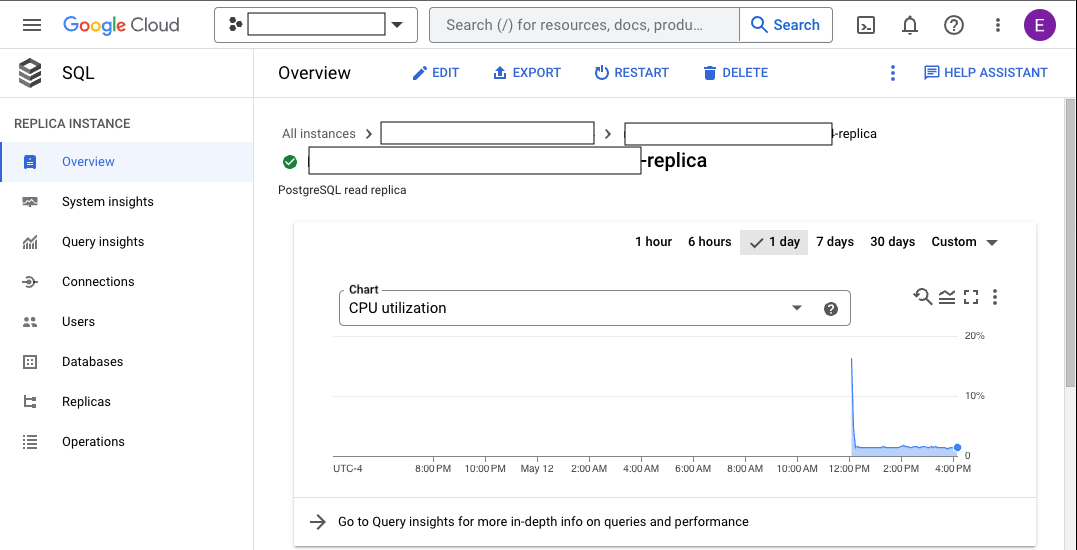 Google Cloud
Search (/) for resources, docs, produ...
Search
E
SQL
Overview
EDIT
EXPORT
RESTART
DELETE
HELP ASSISTANT
REPLICA INSTANCE
Overview
System insights
Query insights
Connections
Users
Databases
Replicas
Operations
All instances
-replica
-replica
PostgreSQL read replica
1 hour 6 hours 1 day 7 days 30 days Custom
Chart
CPU utilization
20%
10%
0
UTC-4 8:00 PM 10:00 PM May 12 2:00 AM 4:00 AM 6:00 AM 8:00 AM 10:00 AM 12:00 PM 2:00 PM 4:00 PM
Go to Query insights for more in-depth info on queries and performance